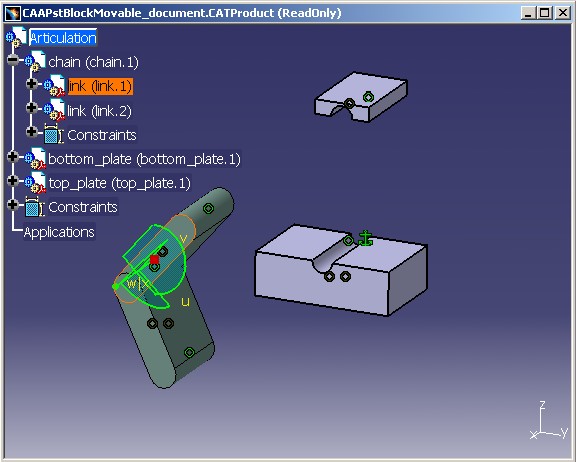 CAAPstBlockMovable_document.CATProduct (ReadOnly)
Articulation
chain (chain.1)
ink (link.1)
link (link.2)
Constraints
bottom_plate (bottom_plate.1)
top_plate (top_plate.1)
Constraints
Applications
v
w|x
u
z
x y